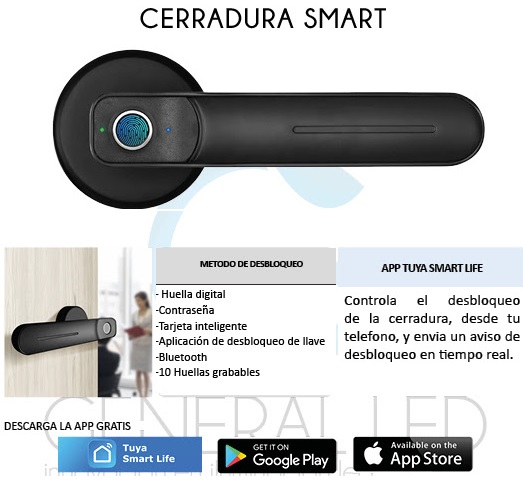 CERRADURA SMART
METODO DE DESBLOQUEO
- Huella digital
-Contraseña
-Tarjeta inteligente
-Aplicación de desbloqueo de llave
-Bluetooth
-10 Huellas grabables
APP TUYA SMART LIFE
Controla el desbloqueo
de la cerradura, desde tu
telefono, y envia un aviso de
desbloqueo en tiempo real.
GENERAL LED
DESCARGA LA APP GRATIS
Tuya
Smart Life
GET IT ON
Google Play
Available on the
App Store